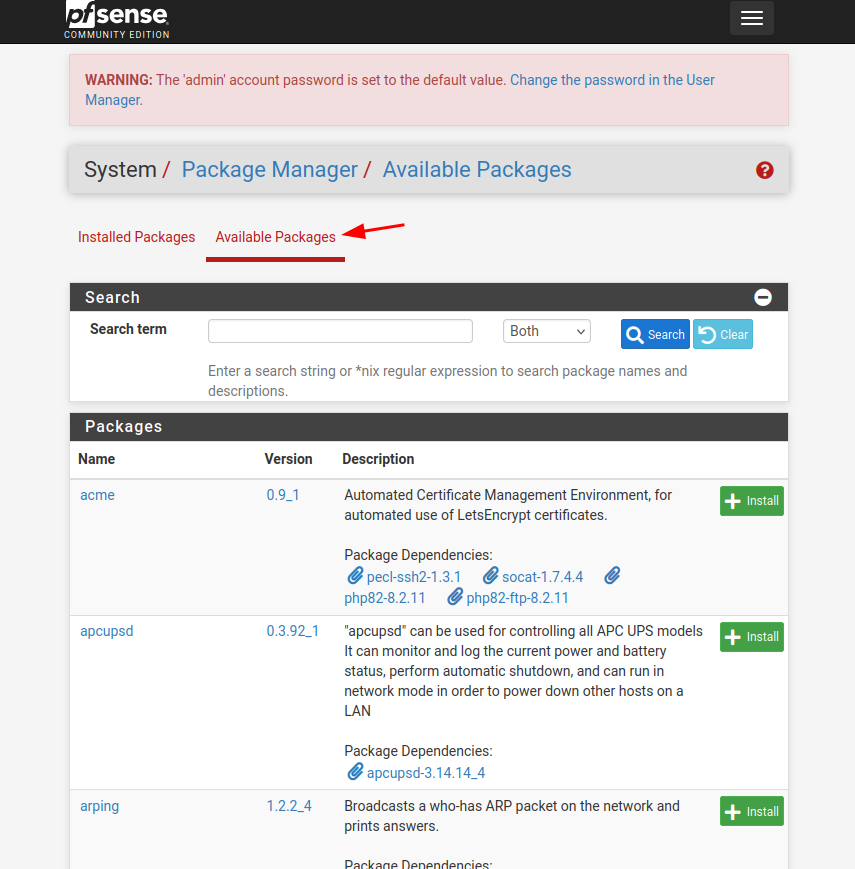 pfsense
COMMUNITY EDITION
WARNING: The 'admin' account password is set to the default value. Change the password in the User
Manager.
System / Package Manager / Available Packages
Installed Packages Available Packages
Search
Search term Both Search Clear
Enter a search string or *nix regular expression to search package names and
descriptions.
Packages
Name Version Description
acme 0.9_1 Automated Certificate Management Environment, for Install
automated use of LetsEncrypt certificates.
Package Dependencies:
pecl-ssh2-1.3.1 socat-1.7.4.4
php82-8.2.11 php82-ftp-8.2.11
apcupsd 0.3.92_1 "apcupsd" can be used for controlling all APC UPS models Install
It can monitor and log the current power and battery
status, perform automatic shutdown, and can run in
network mode in order to power down other hosts on a
LAN
Package Dependencies:
apcupsd-3.14.14_4
arping 1.2.2_4 Broadcasts a who-has ARP packet on the network and Install
prints answers.
Package Dependencies: